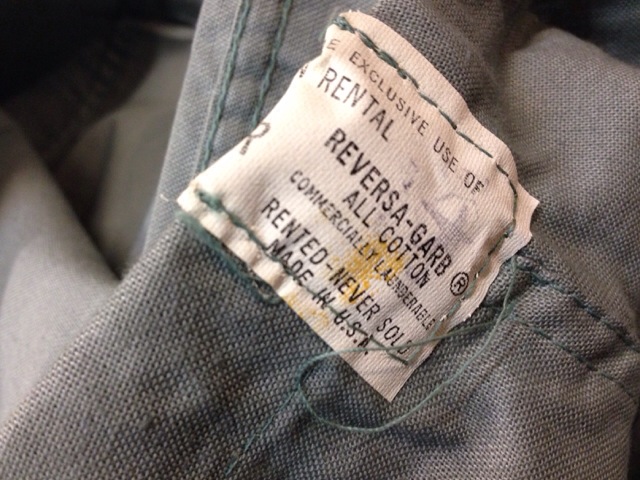 E EXCLUSIVE USE OF
RENTAL
REVERSA-GARB®
ALL COTTON
COMMERCIALLY LAUNDERABLE
RENTED-NEVER SOLD
MADE IN U.S.A.